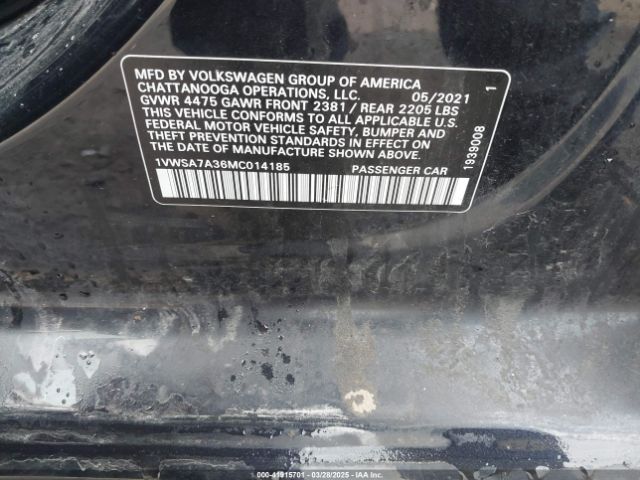 MFD BY VOLKSWAGEN GROUP OF AMERICA
CHATTANOOGA OPERATIONS, LLC. 05/2021 1
GVWR 4475 GAWR FRONT 2381 / REAR 2205 LBS
THIS VEHICLE CONFORMS TO ALL APPLICABLE U.S.
FEDERAL MOTOR VEHICLE SAFETY, BUMPER AND
THEFT PREVENTION STANDARDS IN EFFECT ON
THE DATE OF MANUFACTURE SHOWN ABOVE.
1VWSA7A36MC014185 PASSENGER CAR
1939008
000-41915701 - 03/28/2025 - IAA Inc.